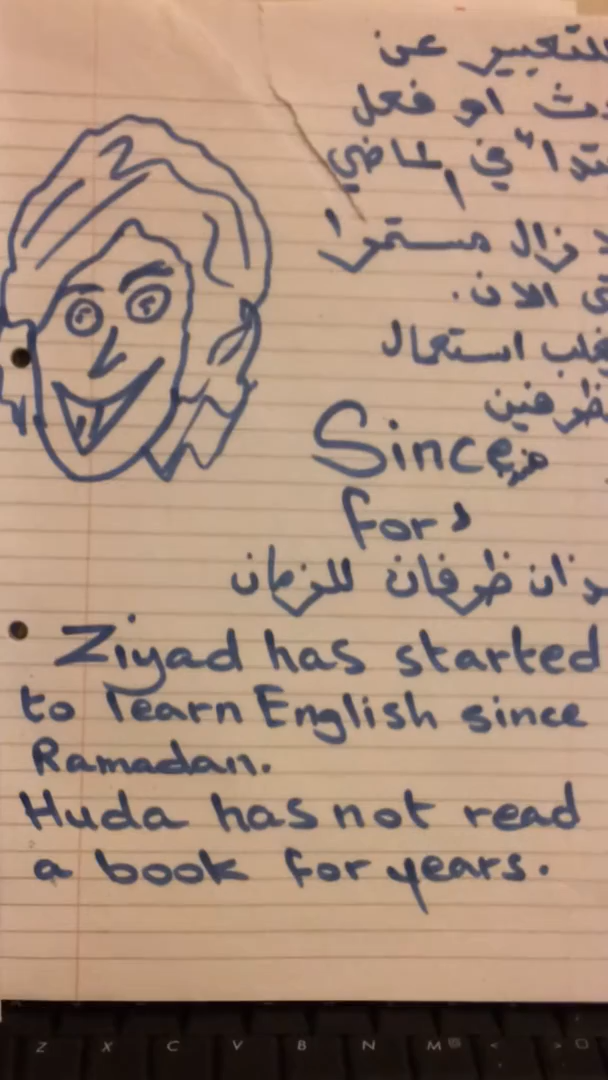 للتعبير عن
او فعل
في الماضي
زال مستمرا
الان.
استعمال
Since
for
ظرفان للزمان
Ziyad has started
to learn English since
Ramadan.
Huda has not read
a book for years.
Z X C V B N M < >